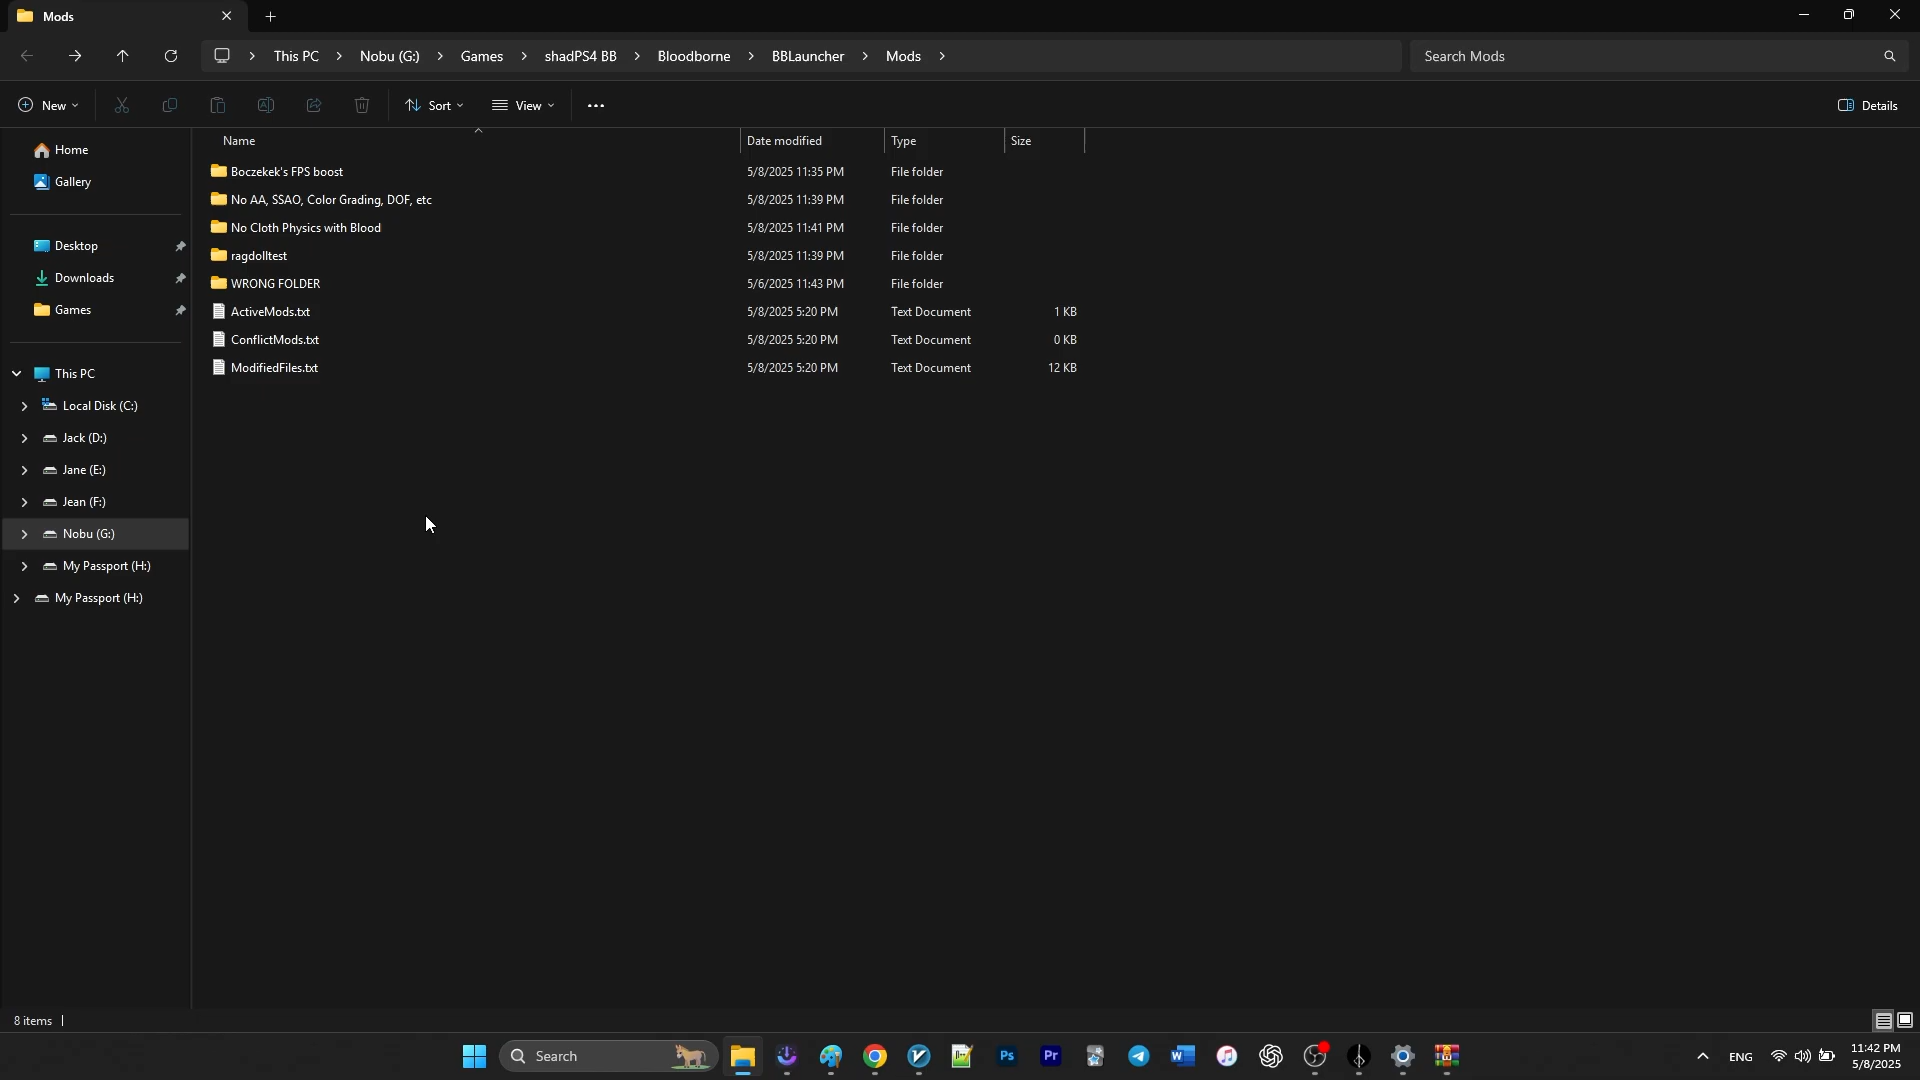 Mods
This PC
Nobu (G:)
Games
shadPS4 BB
Bloodborne
BBLauncher
Mods
Search Mods
New
Sort
View
Details
Name
Date modified
Type
Size
Home
Gallery
Desktop
Downloads
Games
This PC
Local Disk (C:)
Jack (D:)
Jane (E:)
Jean (F:)
Nobu (G:)
My Passport (H:)
My Passport (H:)
Boczekek's FPS boost 5/8/2025 11:35 PM File folder
No AA, SSAO, Color Grading, DOF, etc 5/8/2025 11:39 PM File folder
No Cloth Physics with Blood 5/8/2025 11:41 PM File folder
ragdolltest 5/8/2025 11:39 PM File folder
WRONG FOLDER 5/6/2025 11:43 PM File folder
ActiveMods.txt 5/8/2025 5:20 PM Text Document 1 KB
ConflictMods.txt 5/8/2025 5:20 PM Text Document 0 KB
ModifiedFiles.txt 5/8/2025 5:20 PM Text Document 12 KB
8 items
Search
Ps
Pr
ENG
11:42 PM
5/8/2025